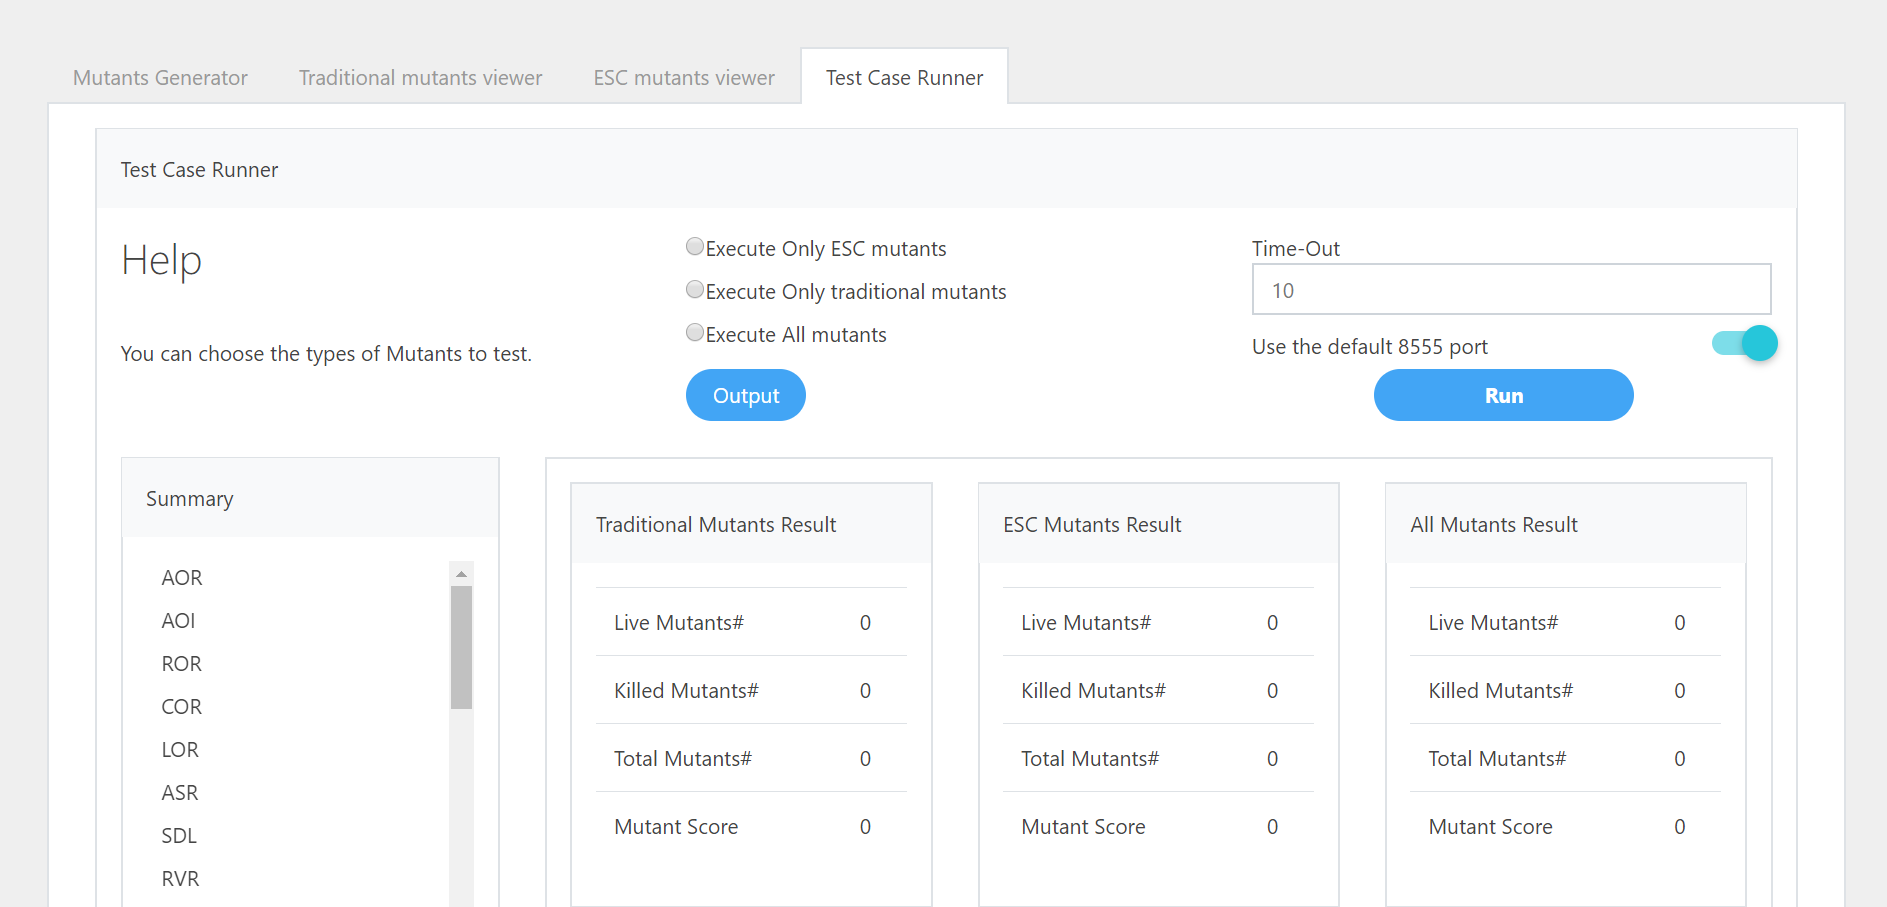 Mutants Generator
Traditional mutants viewer
ESC mutants viewer
Test Case Runner
Test Case Runner
Help
You can choose the types of Mutants to test.
Execute Only ESC mutants
Execute Only traditional mutants
Execute All mutants
Output
Time-Out
10
Use the default 8555 port
Run
Summary
AOR
AOI
ROR
COR
LOR
ASR
SDL
RVR
Traditional Mutants Result
Live Mutants# 0
Killed Mutants# 0
Total Mutants# 0
Mutant Score 0
ESC Mutants Result
Live Mutants# 0
Killed Mutants# 0
Total Mutants# 0
Mutant Score 0
All Mutants Result
Live Mutants# 0
Killed Mutants# 0
Total Mutants# 0
Mutant Score 0